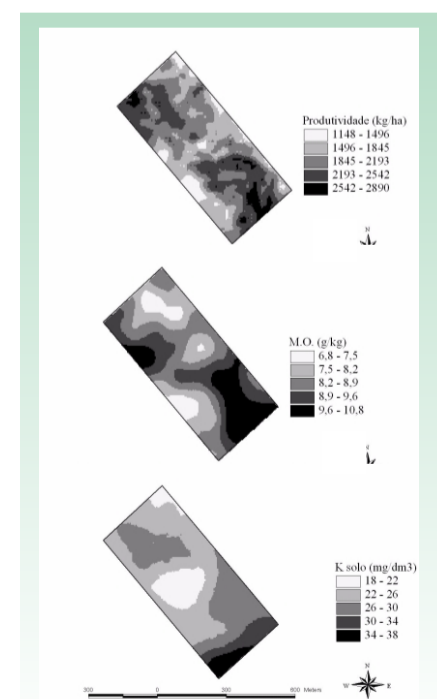 Produtividade (kg/ha)
1148 - 1496
1496 - 1845
1845 - 2193
2193 - 2542
2542 - 2890
N
M.O. (g/kg)
6,8 - 7,5
7,5 - 8,2
8,2 - 8,9
8,9 - 9,6
9,6 - 10,8
K solo (mg/dm3)
18 - 22
22 - 26
26 - 30
30 - 34
34 - 38
N
W E
300 0 300 600 Meters